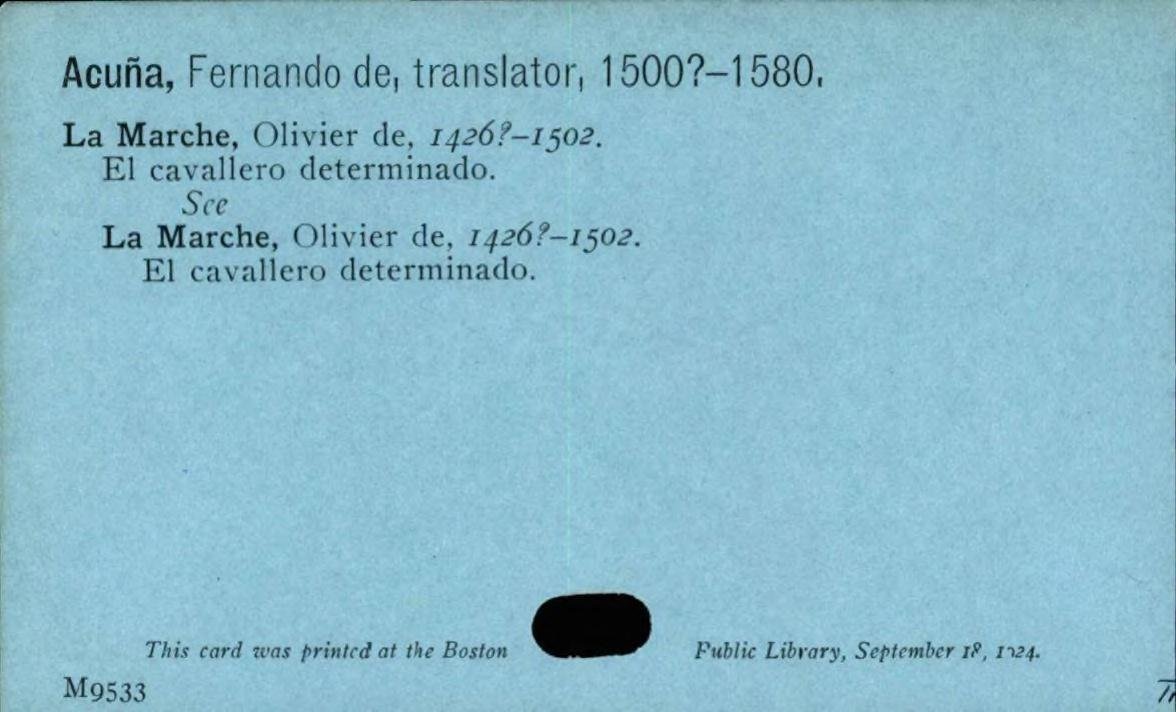 Acuña, Fernando de, translator, 1500?–1580.
La Marche, Olivier de, 1426?–1502.
El cavallero determinado.
See
La Marche, Olivier de, 1426?–1502.
El cavallero determinado.
This card was printed at the Boston Public Library, September 18,
M9533